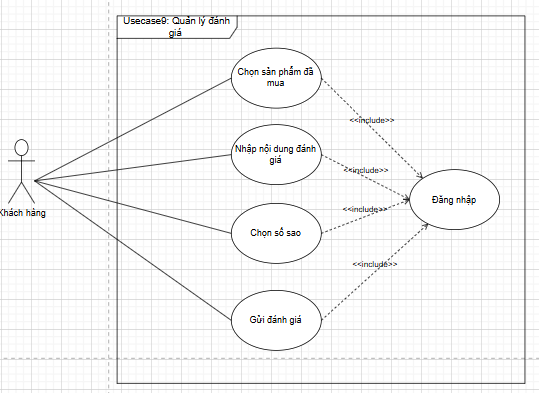 Usecase9: Quản lý đánh
giá
Chọn sản phẩm đã
mua
<<include>>
Nhập nội dung đánh
giá
<<include>>
Đăng nhập
Khách hàng
<<include>>
Chọn số sao
<<include>>
Gửi đánh giá